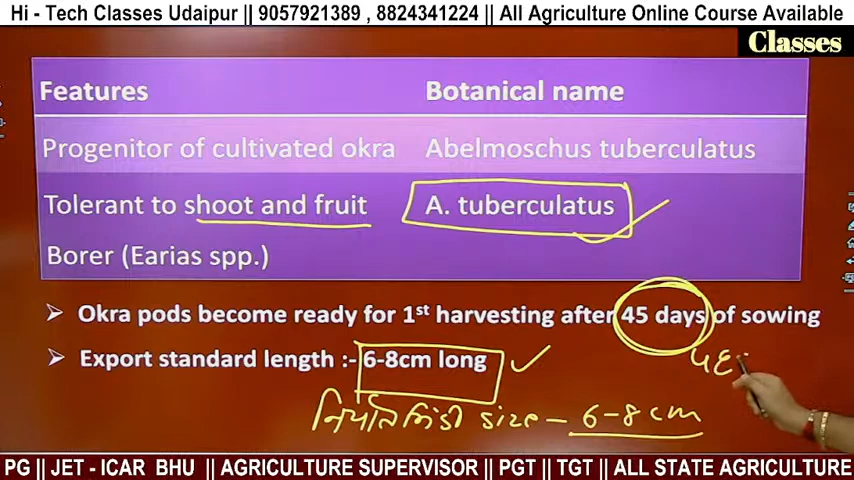 Hi - Tech Classes Udaipur || 9057921389 , 8824341224 || All Agriculture Online Course Available
Classes
Features Botanical name
Progenitor of cultivated okra Abelmoschus tuberculatus
Tolerant to shoot and fruit A. tuberculatus
Borer (Earias spp.)
➢ Okra pods become ready for 1st harvesting after 45 days of sowing
➢ Export standard length :- 6-8cm long
size - 6-8cm
PG || JET - ICAR BHU || AGRICULTURE SUPERVISOR || PGT || TGT || ALL STATE AGRICULTURE